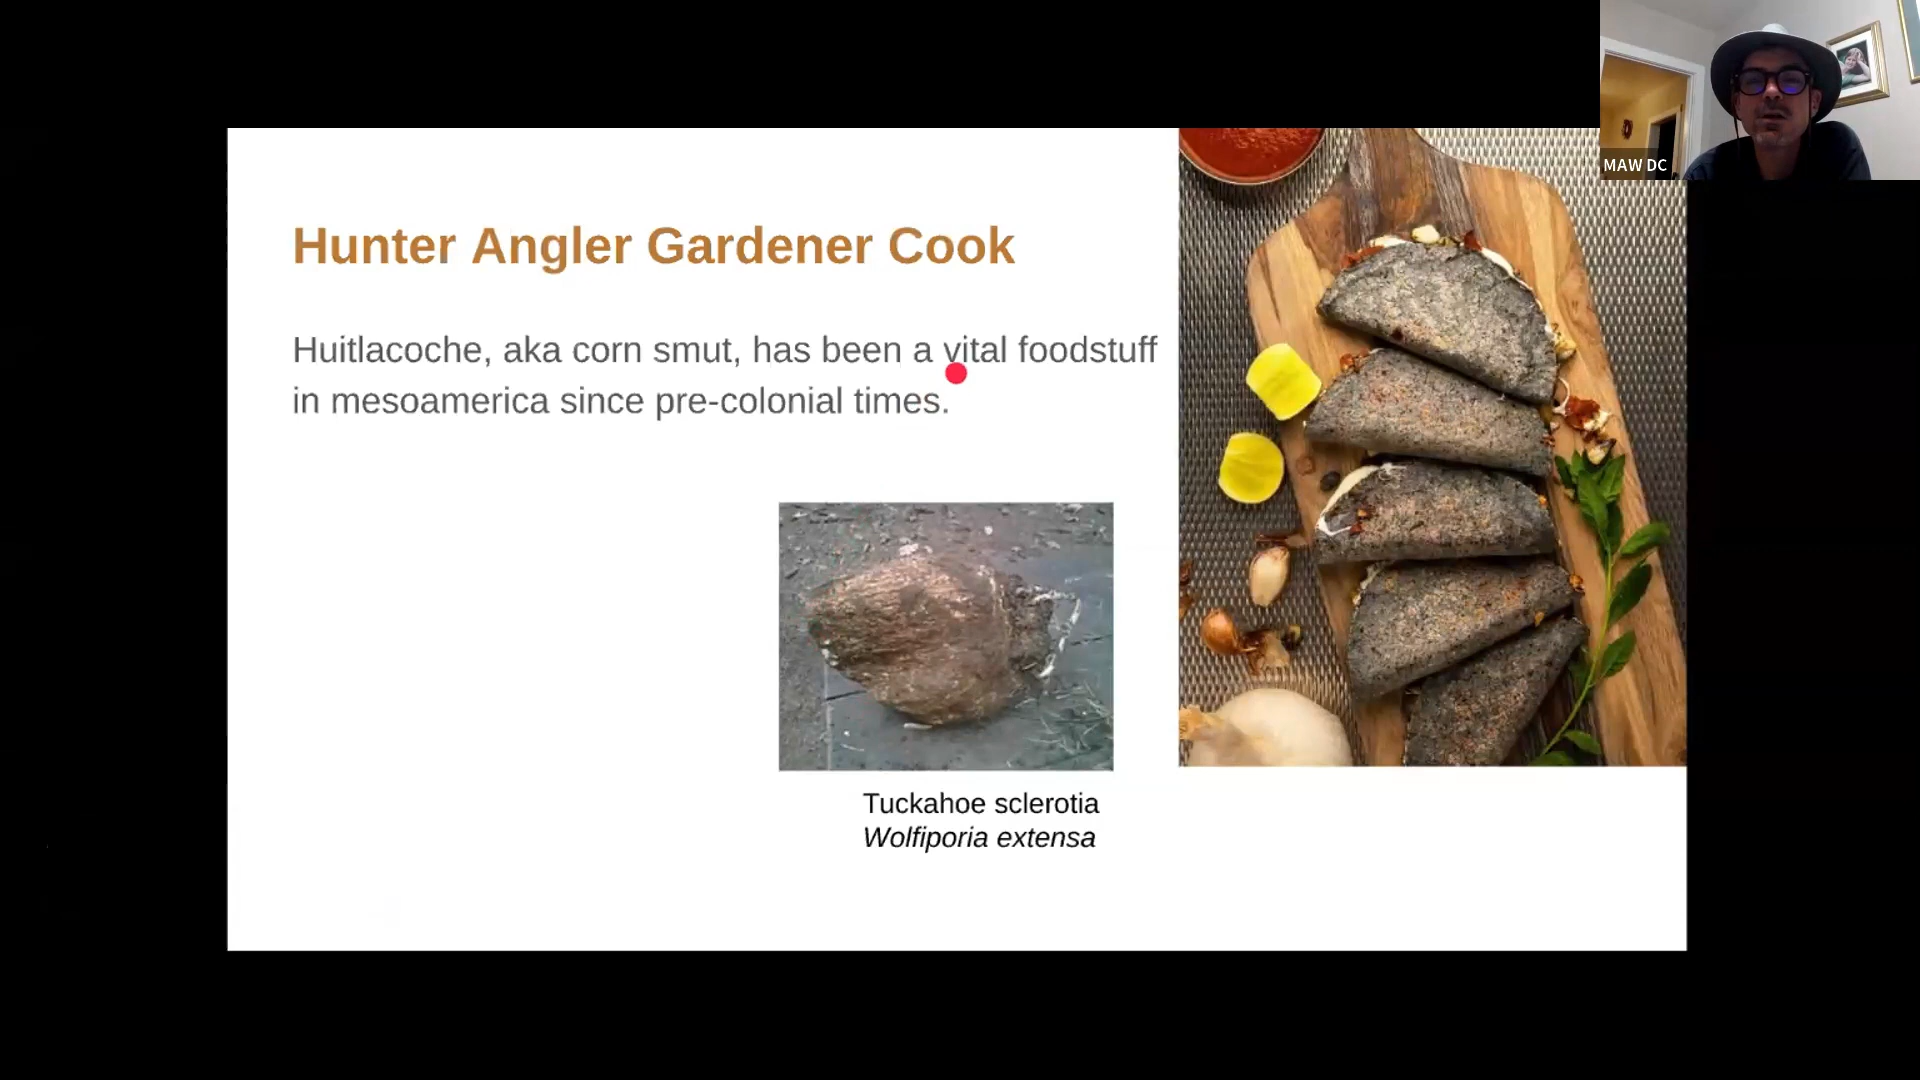 MAW DC
Hunter Angler Gardener Cook
Huitlacoche, aka corn smut, has been a vital foodstuff
in mesoamerica since pre-colonial times.
Tuckahoe sclerotia
Wolfiporia extensa